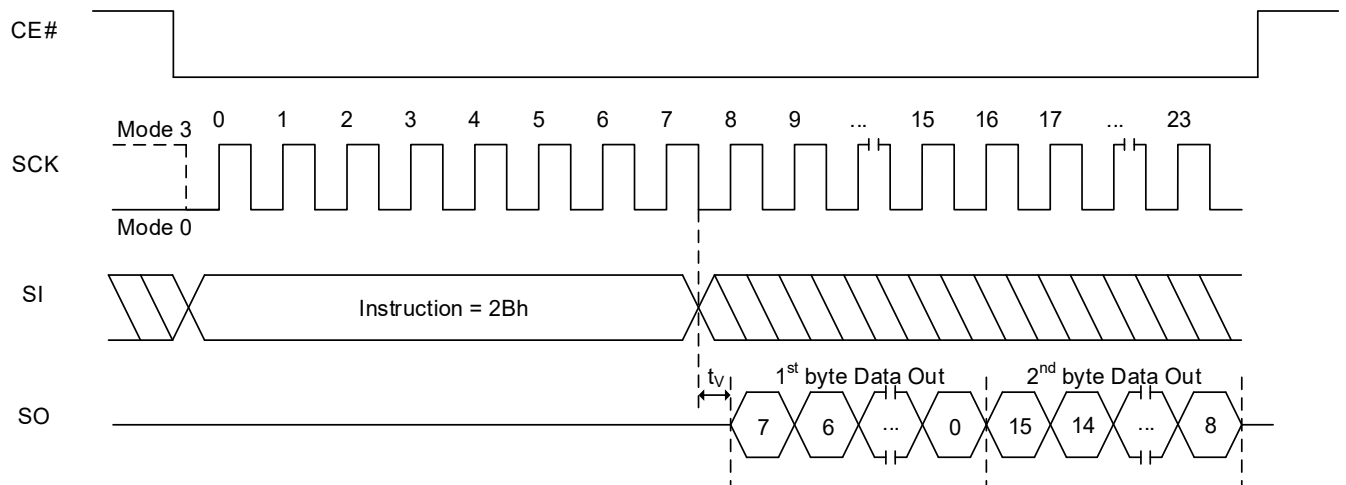 CE#
Mode 3 0 1 2 3 4 5 6 7 8 9 ... 15 16 17 ... 23
SCK
Mode 0
SI Instruction = 2Bh
tV 1st byte Data Out 2nd byte Data Out
SO 7 6 ... 0 15 14 ... 8